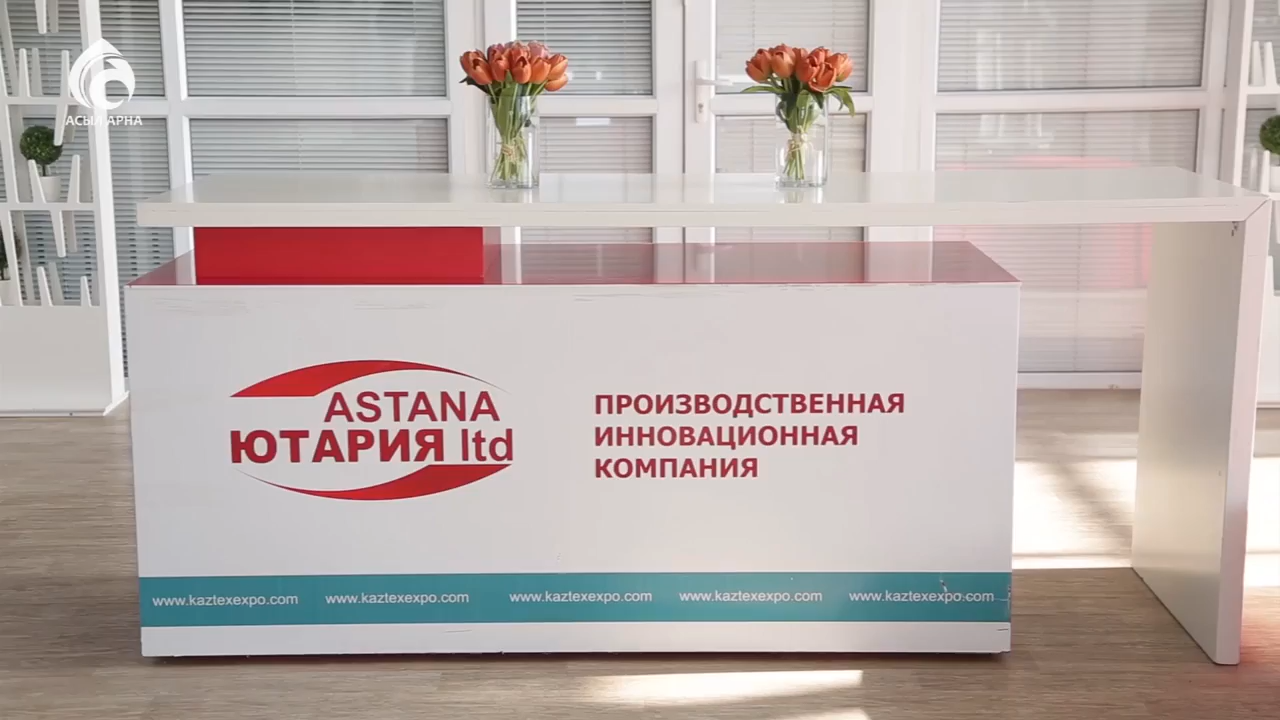 АСЫЛ АРНА
ASTANA
ЮТАРИЯ ltd
ПРОИЗВОДСТВЕННАЯ
ИННОВАЦИОННАЯ
КОМПАНИЯ
www.kaztexexpo.com www.kaztexexpo.com www.kaztexexpo.com www.kaztexexpo.com www.kaztexexpo.com